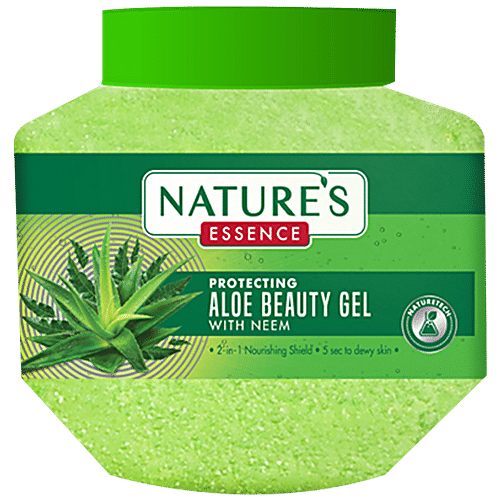 NATURE'S
ESSENCE
PROTECTING
ALOE BEAUTY GEL
WITH NEEM
• 2-in-1 Nourishing Shield • 5 sec to dewy skin •
NATURETECH